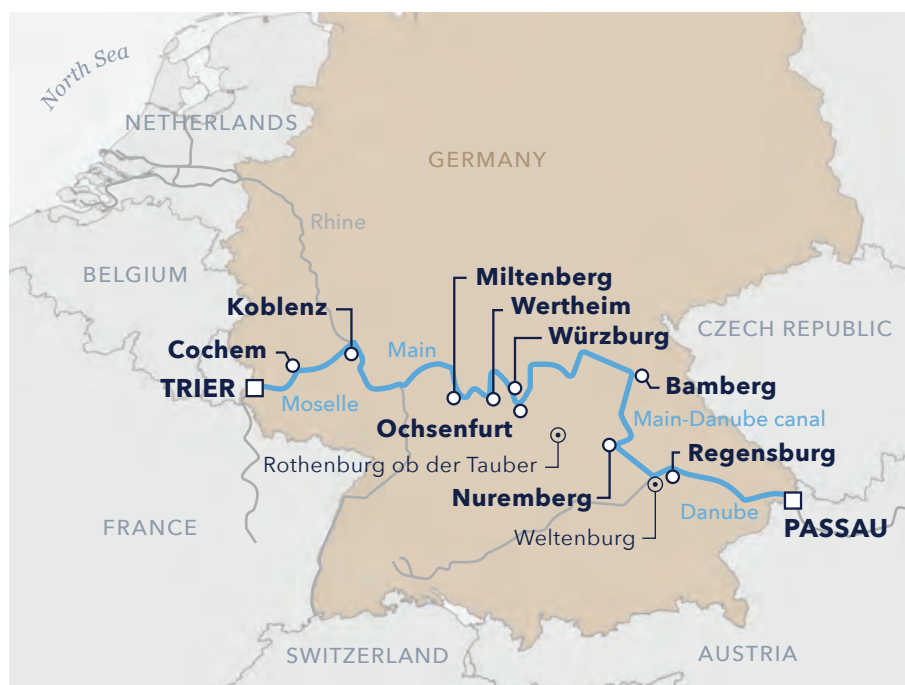 North Sea
NETHERLANDS
GERMANY
Rhine
BELGIUM
Miltenberg
Koblenz
Wertheim
CZECH REPUBLIC
Würzburg
Cochem
Main
TRIER
Bamberg
Moselle
Main-Danube canal
Ochsenfurt
Regensburg
Rothenburg ob der Tauber
Nuremberg
Danube
FRANCE
PASSAU
Weltenburg
SWITZERLAND
AUSTRIA